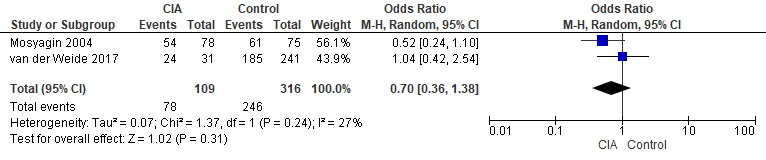 CIA Control Odds Ratio Odds Ratio
Study or Subgroup Events Total Events Total Weight M-H, Random, 95% CI M-H, Random, 95% CI
Mosyagin 2004 54 78 61 75 56.1% 0.52 [0.24, 1.10]
van der Weide 2017 24 31 185 241 43.9% 1.04 [0.42, 2.54]
Total (95% CI) 109 316 100.0% 0.70 [0.36, 1.38]
Total events 78 246
Heterogeneity: Tau² = 0.07; Chi² = 1.37, df = 1 (P = 0.24); I² = 27%
Test for overall effect: Z = 1.02 (P = 0.31)
0.01 0.1 1 10 100
CIA Control